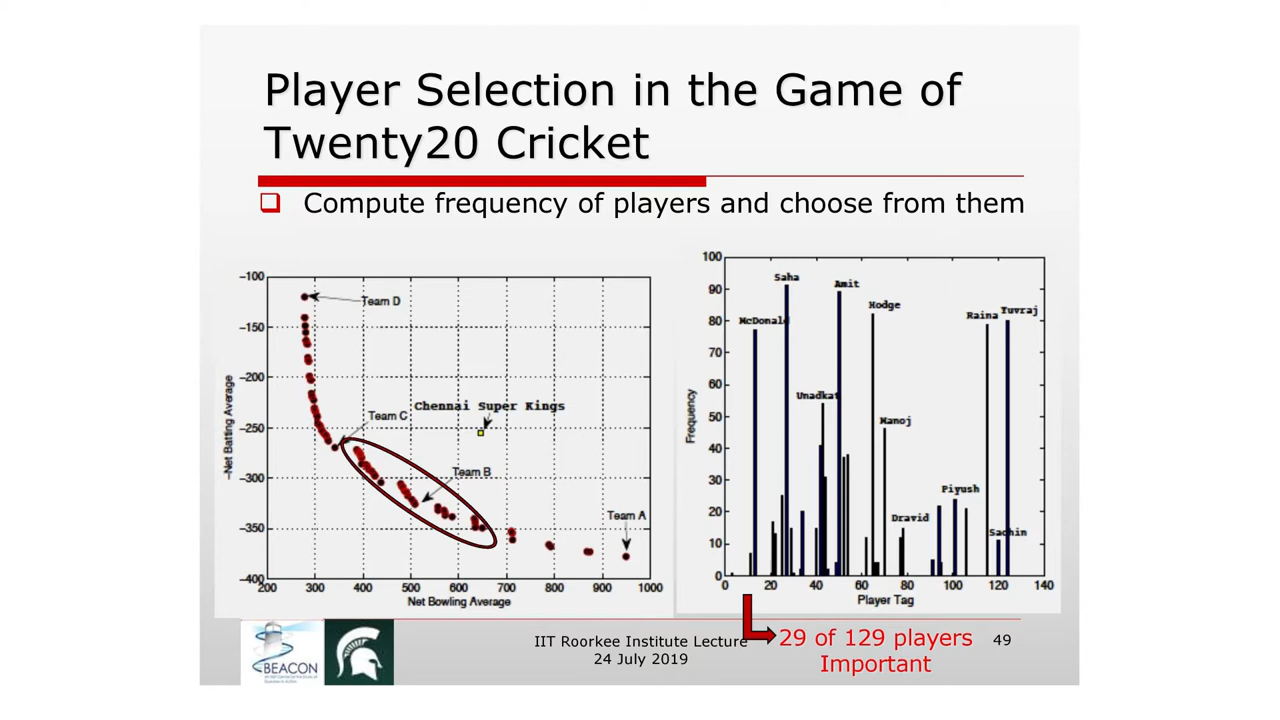 Player Selection in the Game of
Twenty20 Cricket
Compute frequency of players and choose from them
-100
-150
-200
-250
-300
-350
-400
200
300
400
500
600
700
800
900
1000
-Net Batting Average
Net Bowling Average
Team D
Team C
Chennai Super Kings
Team B
Team A
100
90
80
70
60
50
40
30
20
10
0
0
20
40
60
80
100
120
140
Frequency
Player Tag
Saha
Amit
McDonald
Hodge
Raina
Yuvraj
Unadkat
Manoj
Piyush
Dravid
Sachin
BEACON
IIT Roorkee Institute Lecture
24 July 2019
29 of 129 players
Important
49